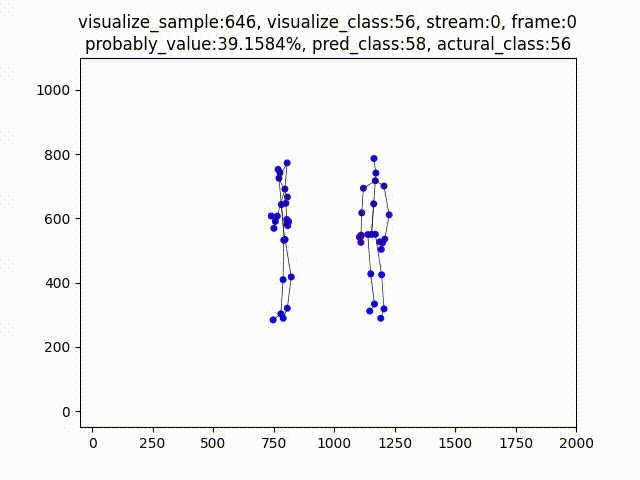 visualize_sample:646, visualize_class:56, stream:0, frame:0
probably_value:39.1584%, pred_class:58, actural_class:56
1000
800
600
400
200
0
0 250 500 750 1000 1250 1500 1750 2000